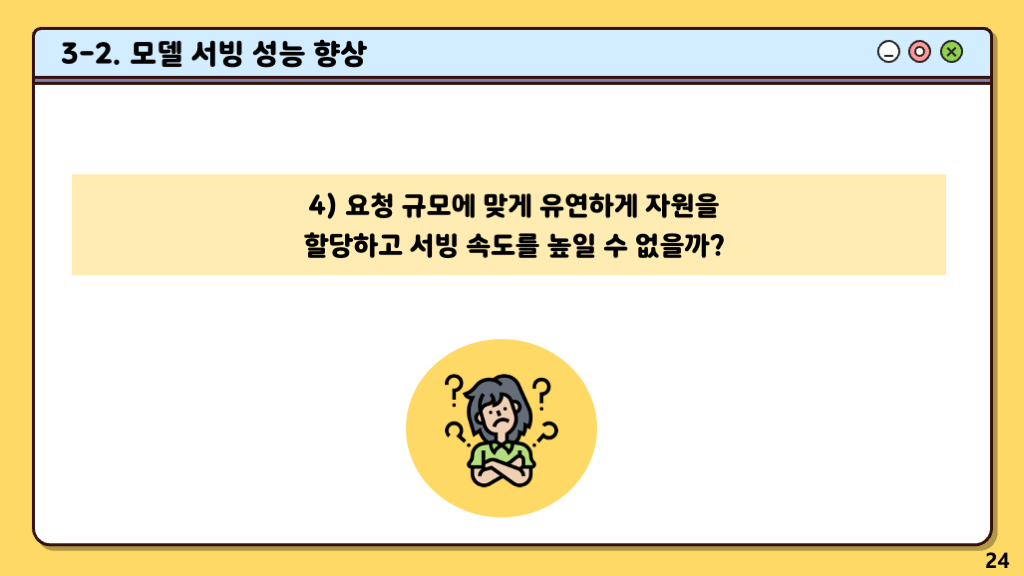 3-2. 모델 서빙 성능 향상
4) 요청 규모에 맞게 유연하게 자원을
할당하고 서빙 속도를 높일 수 없을까?
24